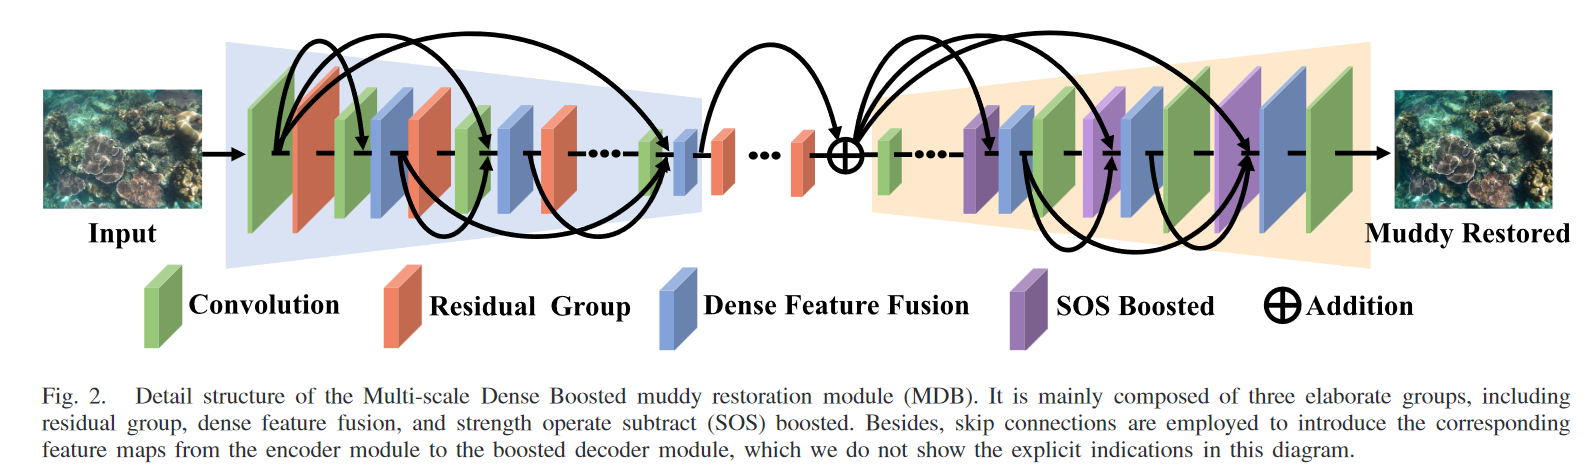 Input
Muddy Restored
Convolution
Residual Group
Dense Feature Fusion
SOS Boosted
Addition
Fig. 2. Detail structure of the Multi-scale Dense Boosted muddy restoration module (MDB). It is mainly composed of three elaborate groups, including
residual group, dense feature fusion, and strength operate subtract (SOS) boosted. Besides, skip connections are employed to introduce the corresponding
feature maps from the encoder module to the boosted decoder module, which we do not show the explicit indications in this diagram.